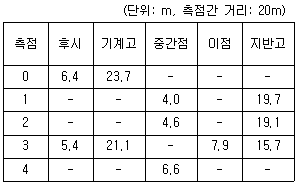 (단위: m, 측점간 거리: 20m)
측점 후시 기계고 중간점 이점 지반고
0 6.4 23.7 - - -
1 - - 4.0 - 19.7
2 - - 4.6 - 19.1
3 5.4 21.1 - 7.9 15.7
4 - - 6.6 - -